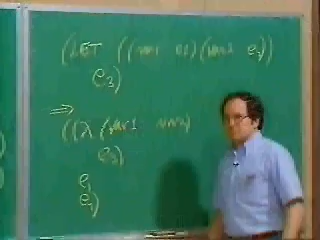 (LET ((var1 e1)(var2 e2))
e3)
⇒
((λ (var1 var2)
e3)
e1
e2)